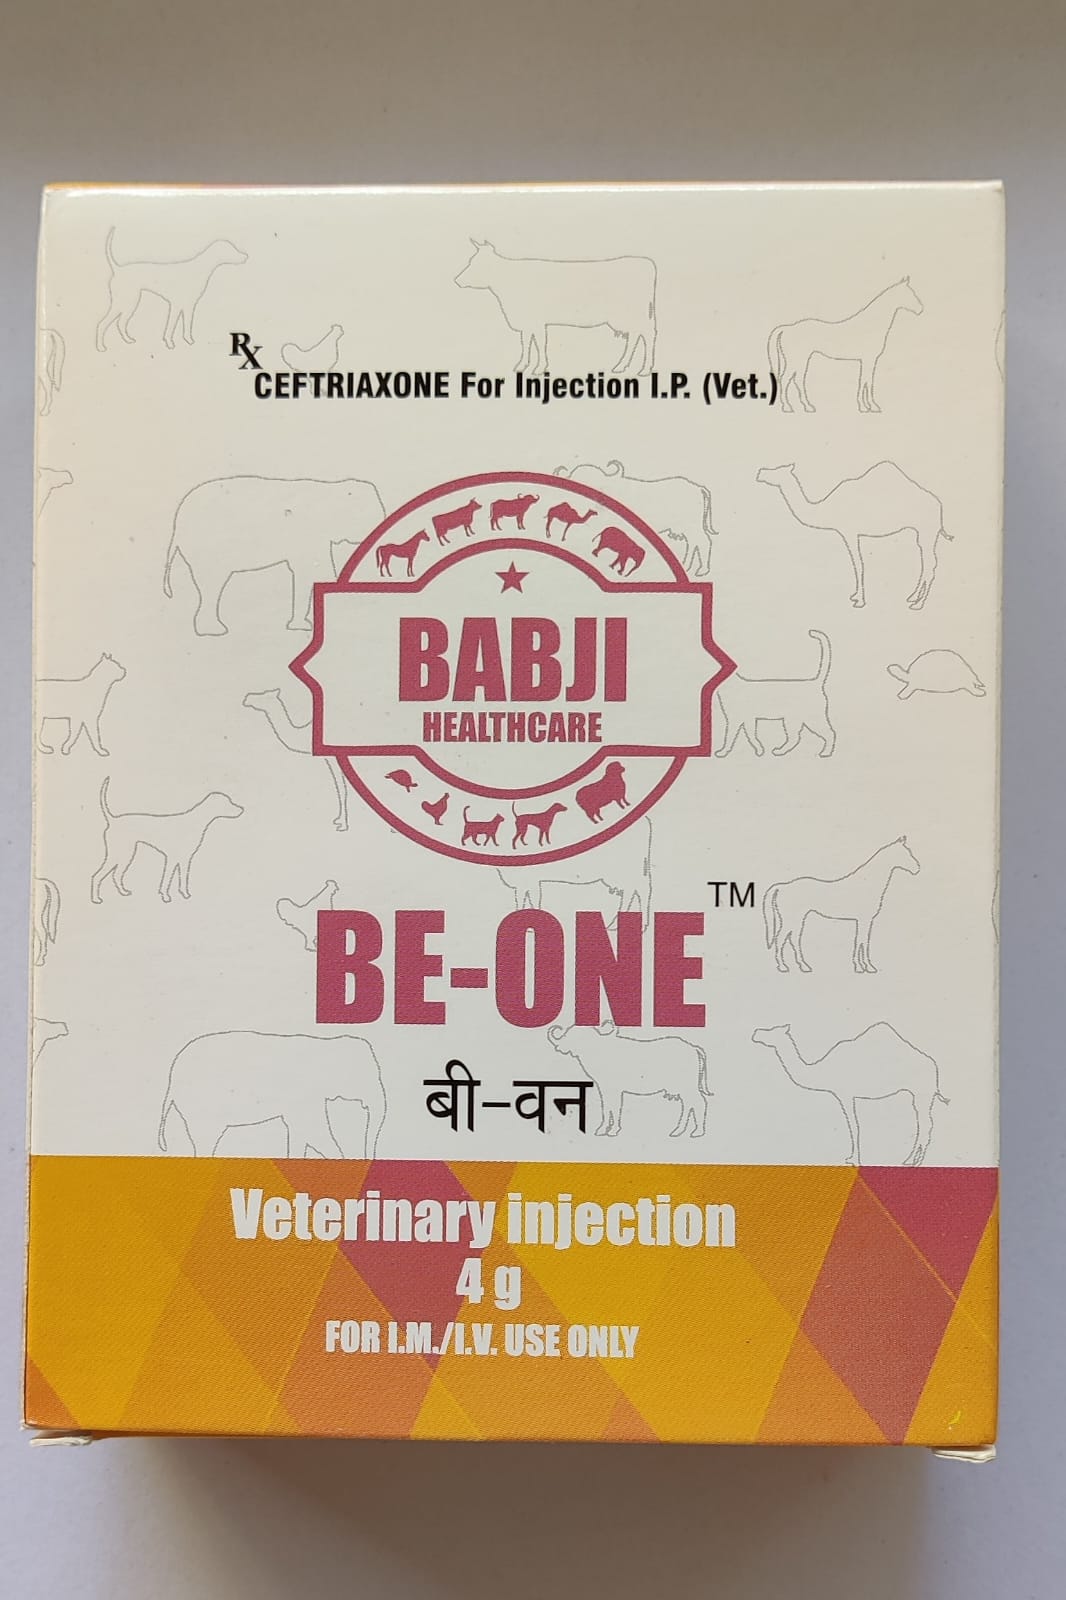 Rx
CEFTRIAXONE For Injection I.P. (Vet.)
BABJI
HEALTHCARE
BE-ONE™
बी-वन
Veterinary injection
4 g
FOR I.M./I.V. USE ONLY